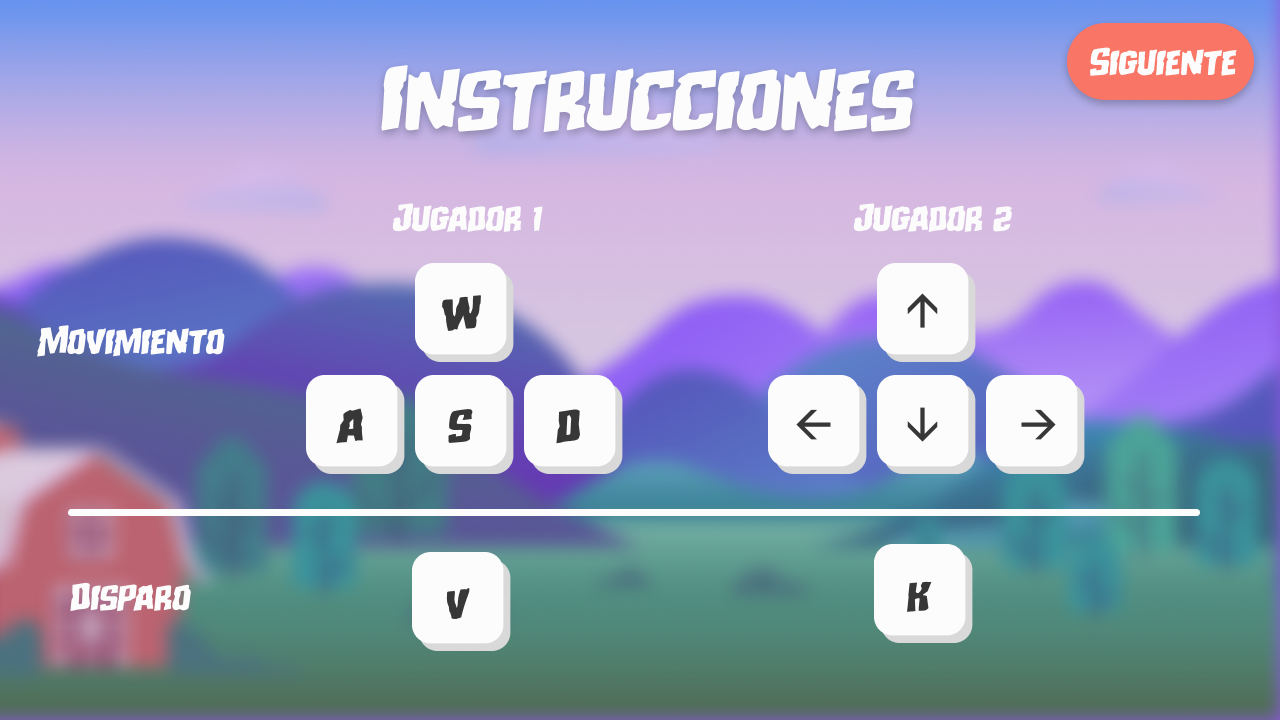 SIGUIENTE
INSTRUCCIONES
JUGADOR 1
JUGADOR 2
W
↑
MOVIMIENTO
A S D
← ↓ →
DISPARO
V
K